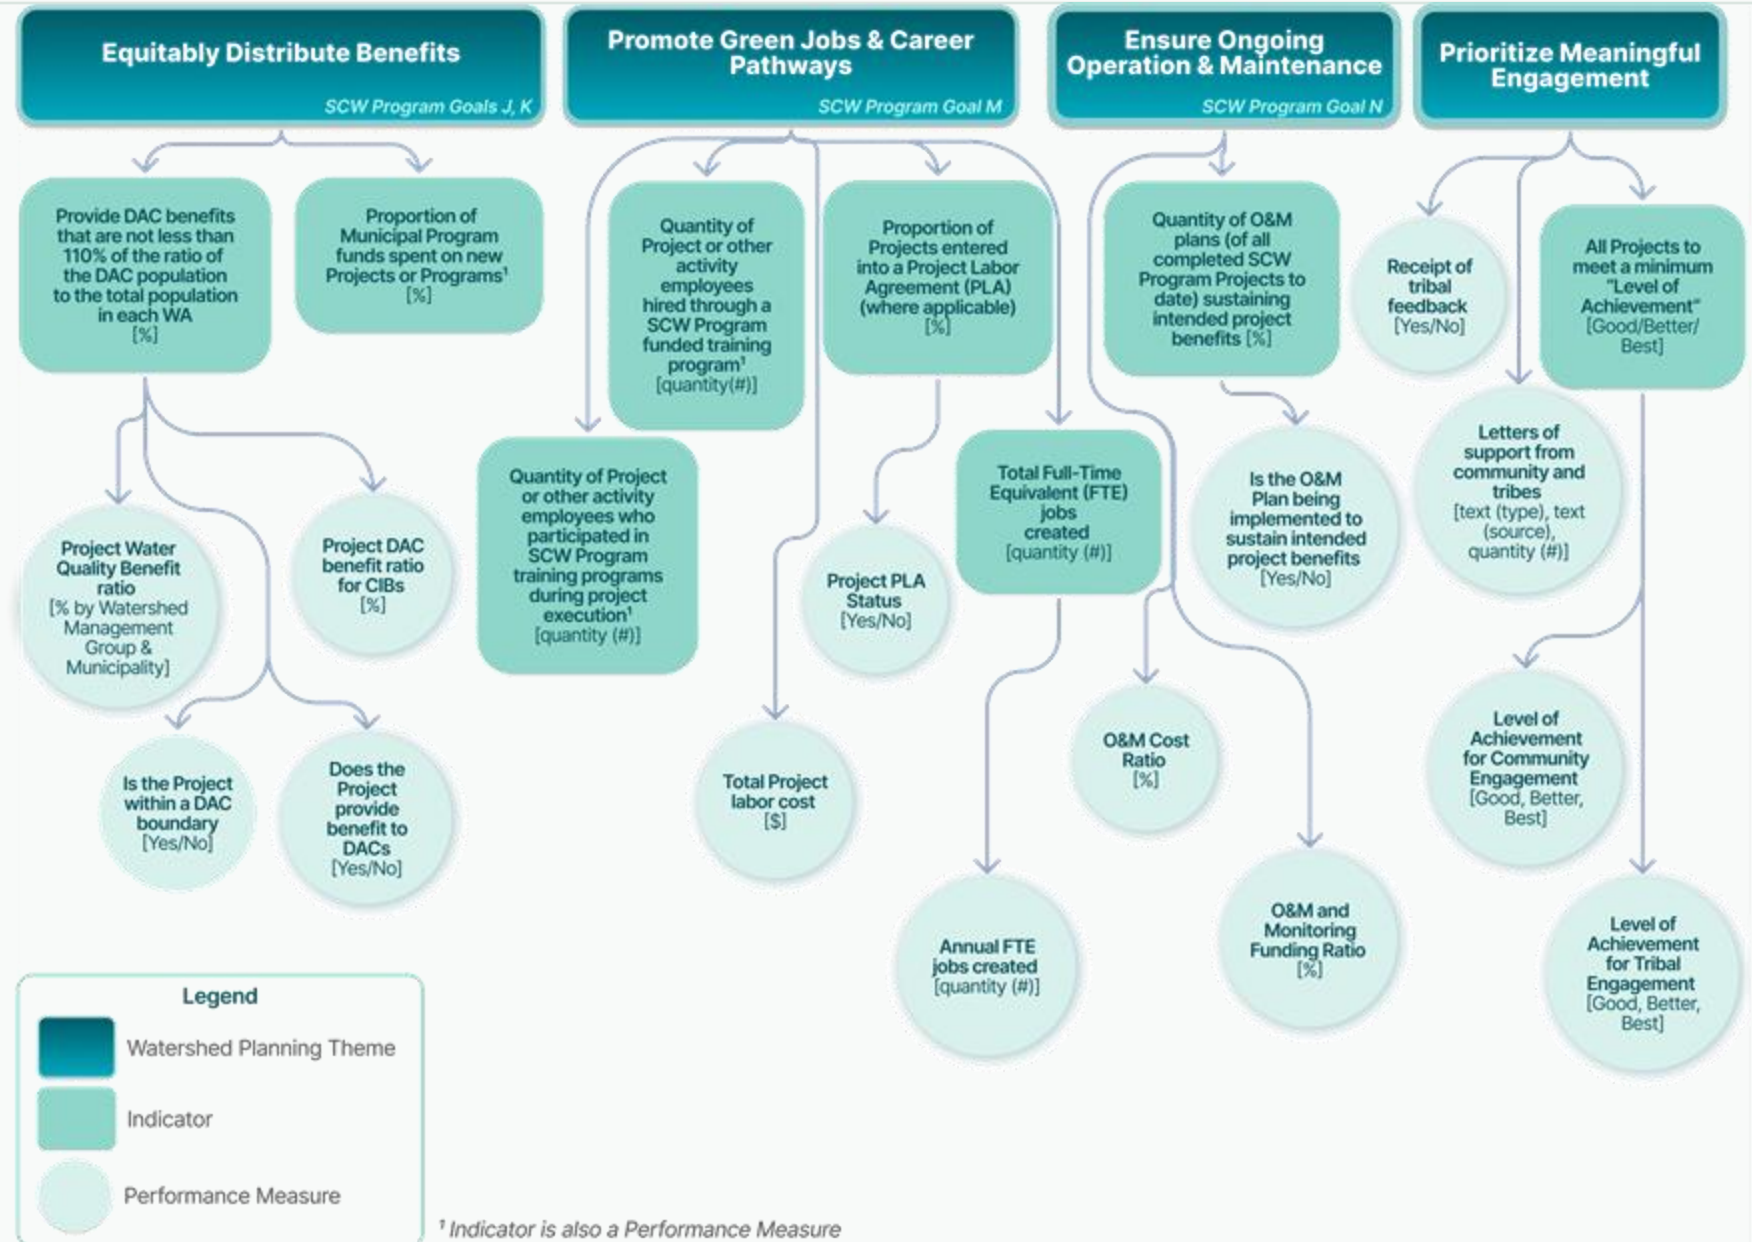 Equitably Distribute Benefits
SCW Program Goals J, K
Promote Green Jobs & Career
Pathways
SCW Program Goal M
Ensure Ongoing
Operation & Maintenance
SCW Program Goal N
Prioritize Meaningful
Engagement
Provide DAC benefits
that are not less than
110% of the ratio of
the DAC population
to the total population
in each WA
[%]
Proportion of
Municipal Program
funds spent on new
Projects or Programs¹
[%]
Quantity of
Project or other
activity
employees
hired through a
SCW Program
funded training
program¹
[quantity(#)]
Proportion of
Projects entered
into a Project Labor
Agreement (PLA)
(where applicable)
[%]
Quantity of O&M
plans (of all
completed SCW
Program Projects to
date) sustaining
intended project
benefits [%]
Receipt of
tribal
feedback
[Yes/No]
All Projects to
meet a minimum
"Level of
Achievement"
[Good/Better/
Best]
Quantity of Project
or other activity
employees who
participated in
SCW Program
training programs
during project
execution¹
[quantity (#)]
Total Full-Time
Equivalent (FTE)
jobs
created
[quantity (#)]
Is the O&M
Plan being
implemented to
sustain intended
project benefits
[Yes/No]
Letters of
support from
community and
tribes
[text (type), text
(source),
quantity (#)]
Project Water
Quality Benefit
ratio
[% by Watershed
Management
Group &
Municipality]
Project DAC
benefit ratio
for CIBs
[%]
Project PLA
Status
[Yes/No]
Is the Project
within a DAC
boundary
[Yes/No]
Does the
Project
provide
benefit to
DACs
[Yes/No]
Total Project
labor cost
[$]
O&M Cost
Ratio
[%]
Level of
Achievement
for Community
Engagement
[Good, Better,
Best]
Annual FTE
jobs created
[quantity (#)]
O&M and
Monitoring
Funding Ratio
[%]
Level of
Achievement
for Tribal
Engagement
[Good, Better,
Best]
Legend
Watershed Planning Theme
Indicator
Performance Measure
¹ Indicator is also a Performance Measure